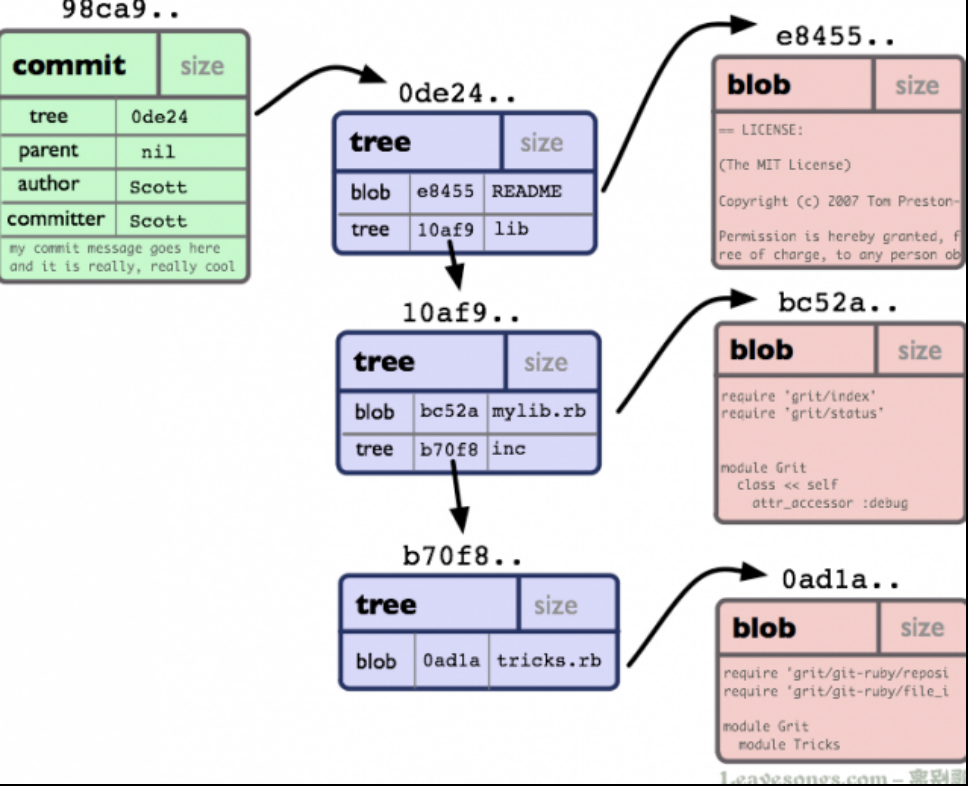 98ca9..
commit size
tree 0de24
parent nil
author Scott
committer Scott
my commit message goes here
and it is really, really cool
0de24..
tree size
blob e8455 README
tree 10af9 lib
10af9..
tree size
blob bc52a mylib.rb
tree b70f8 inc
b70f8..
tree size
blob 0ad1a tricks.rb
e8455..
blob size
== LICENSE:
(The MIT License)
Copyright (c) 2007 Tom Preston-
Permission is hereby granted, f
ree of charge, to any person ob
bc52a..
blob size
require 'grit/index'
require 'grit/status'
module Grit
class << self
attr_accessor :debug
0ad1a..
blob size
require 'grit/git-ruby/reposi
require 'grit/git-ruby/file_i
module Grit
module Tricks
Leavesongs.com -